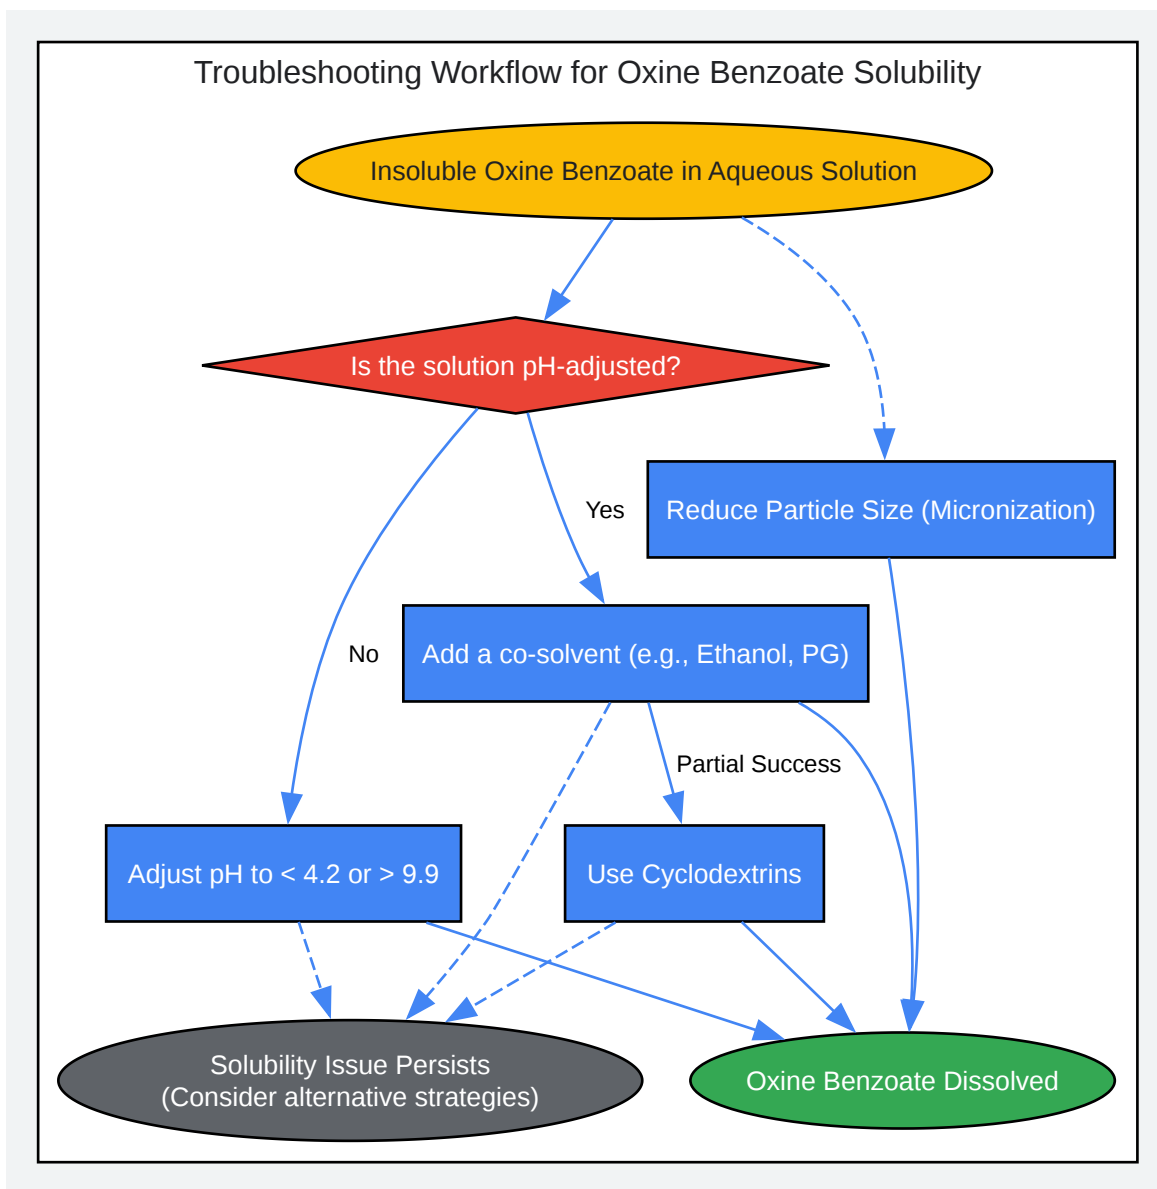 Troubleshooting Workflow for Oxine Benzoate Solubility
Insoluble Oxine Benzoate in Aqueous Solution
Is the solution pH-adjusted?
Yes
Reduce Particle Size (Micronization)
No
Add a co-solvent (e.g., Ethanol, PG)
Partial Success
Adjust pH to < 4.2 or > 9.9
Use Cyclodextrins
Solubility Issue Persists
(Consider alternative strategies)
Oxine Benzoate Dissolved